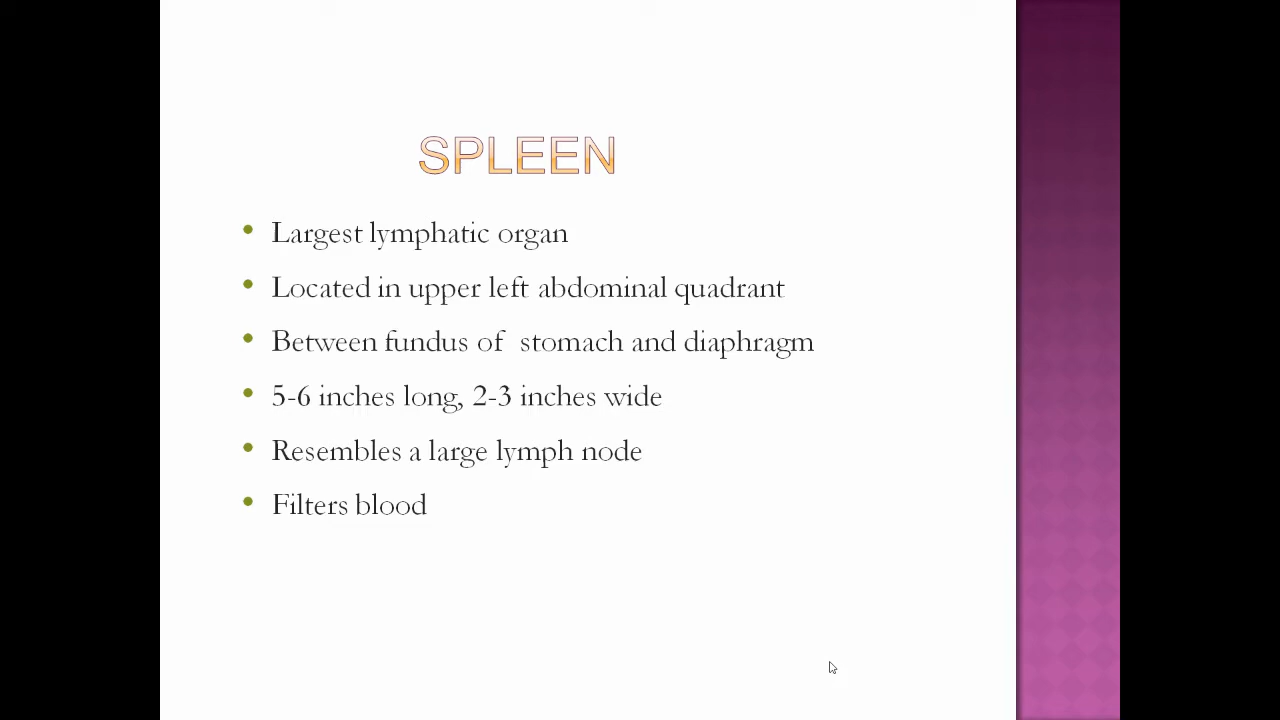 SPLEEN
• Largest lymphatic organ
• Located in upper left abdominal quadrant
• Between fundus of stomach and diaphragm
• 5-6 inches long, 2-3 inches wide
• Resembles a large lymph node
• Filters blood